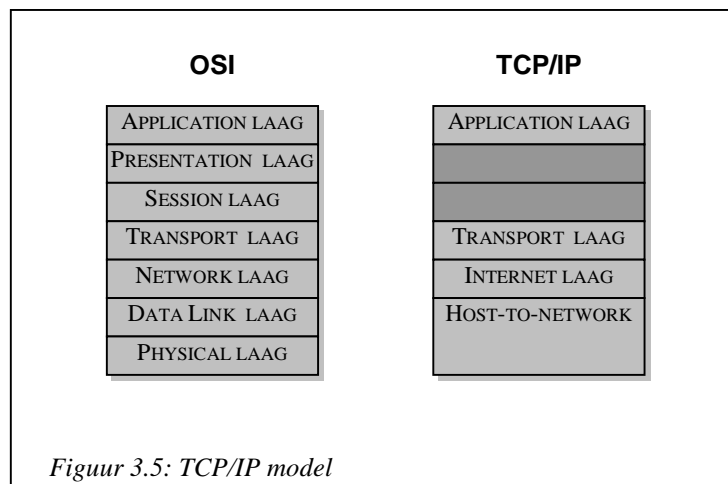 OSI
TCP/IP
APPLICATION LAAG
PRESENTATION LAAG
SESSION LAAG
TRANSPORT LAAG
NETWORK LAAG
DATA LINK LAAG
PHYSICAL LAAG
APPLICATION LAAG
TRANSPORT LAAG
INTERNET LAAG
HOST-TO-NETWORK
Figuur 3.5: TCP/IP model